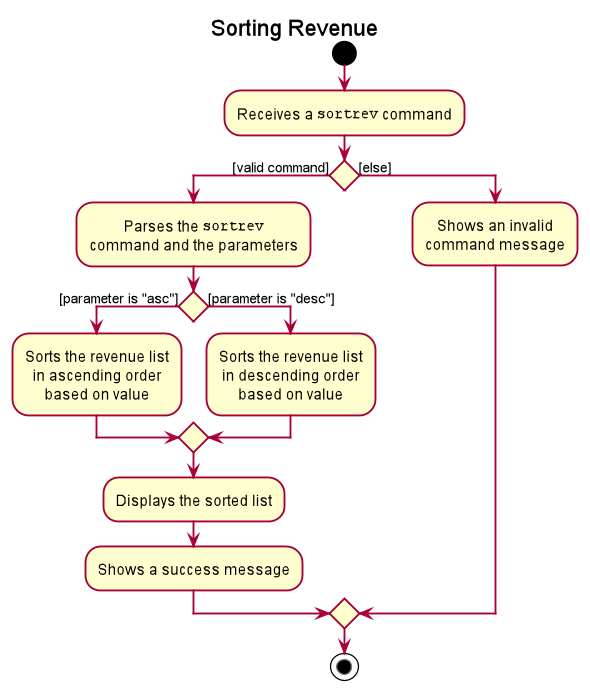 Sorting Revenue
Receives a sortrev command
[valid command]
[else]
Parses the sortrev
command and the parameters
Shows an invalid
command message
[parameter is "asc"]
[parameter is "desc"]
Sorts the revenue list
in ascending order
based on value
Sorts the revenue list
in descending order
based on value
Displays the sorted list
Shows a success message